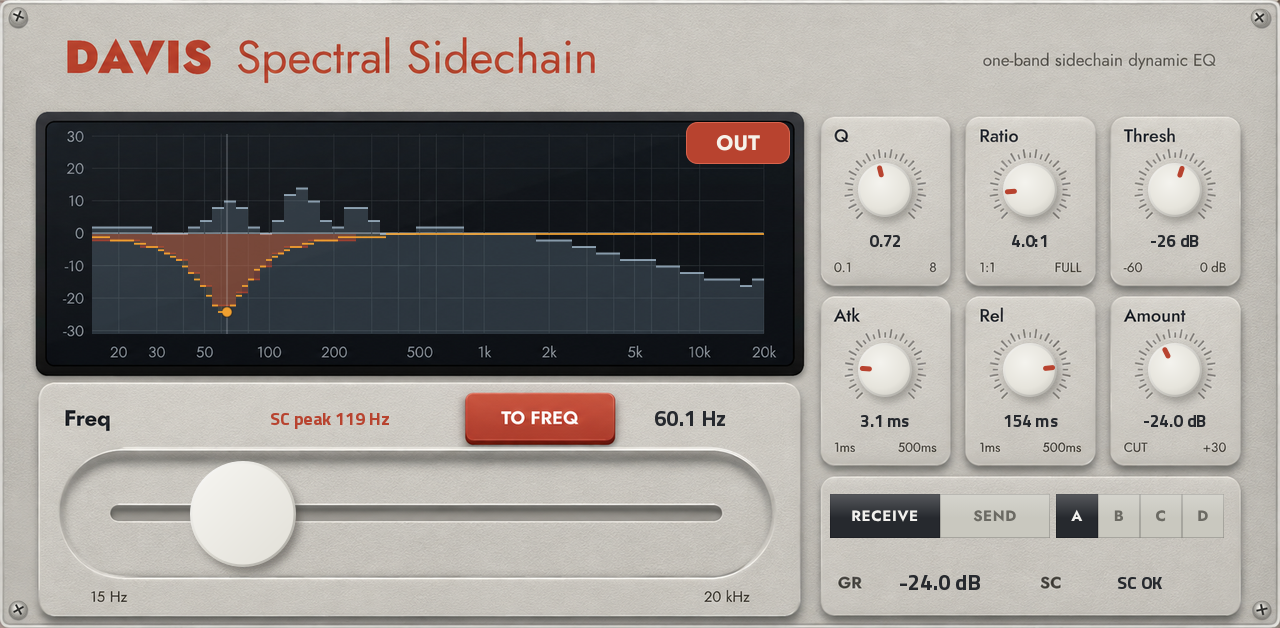 DAVIS Spectral Sidechain
one-band sidechain dynamic EQ
OUT
30
20
10
0
-10
-20
-30
20 30 50 100 200 500 1k 2k 5k 10k 20k
Q
0.72
0.1 8
Ratio
4.0:1
1:1 FULL
Thresh
-26 dB
-60 0 dB
Atk
3.1 ms
1ms 500ms
Rel
154 ms
1ms 500ms
Amount
-24.0 dB
CUT +30
Freq SC peak 119 Hz TO FREQ 60.1 Hz
15 Hz 20 kHz
RECEIVE SEND A B C D
GR -24.0 dB SC SC OK